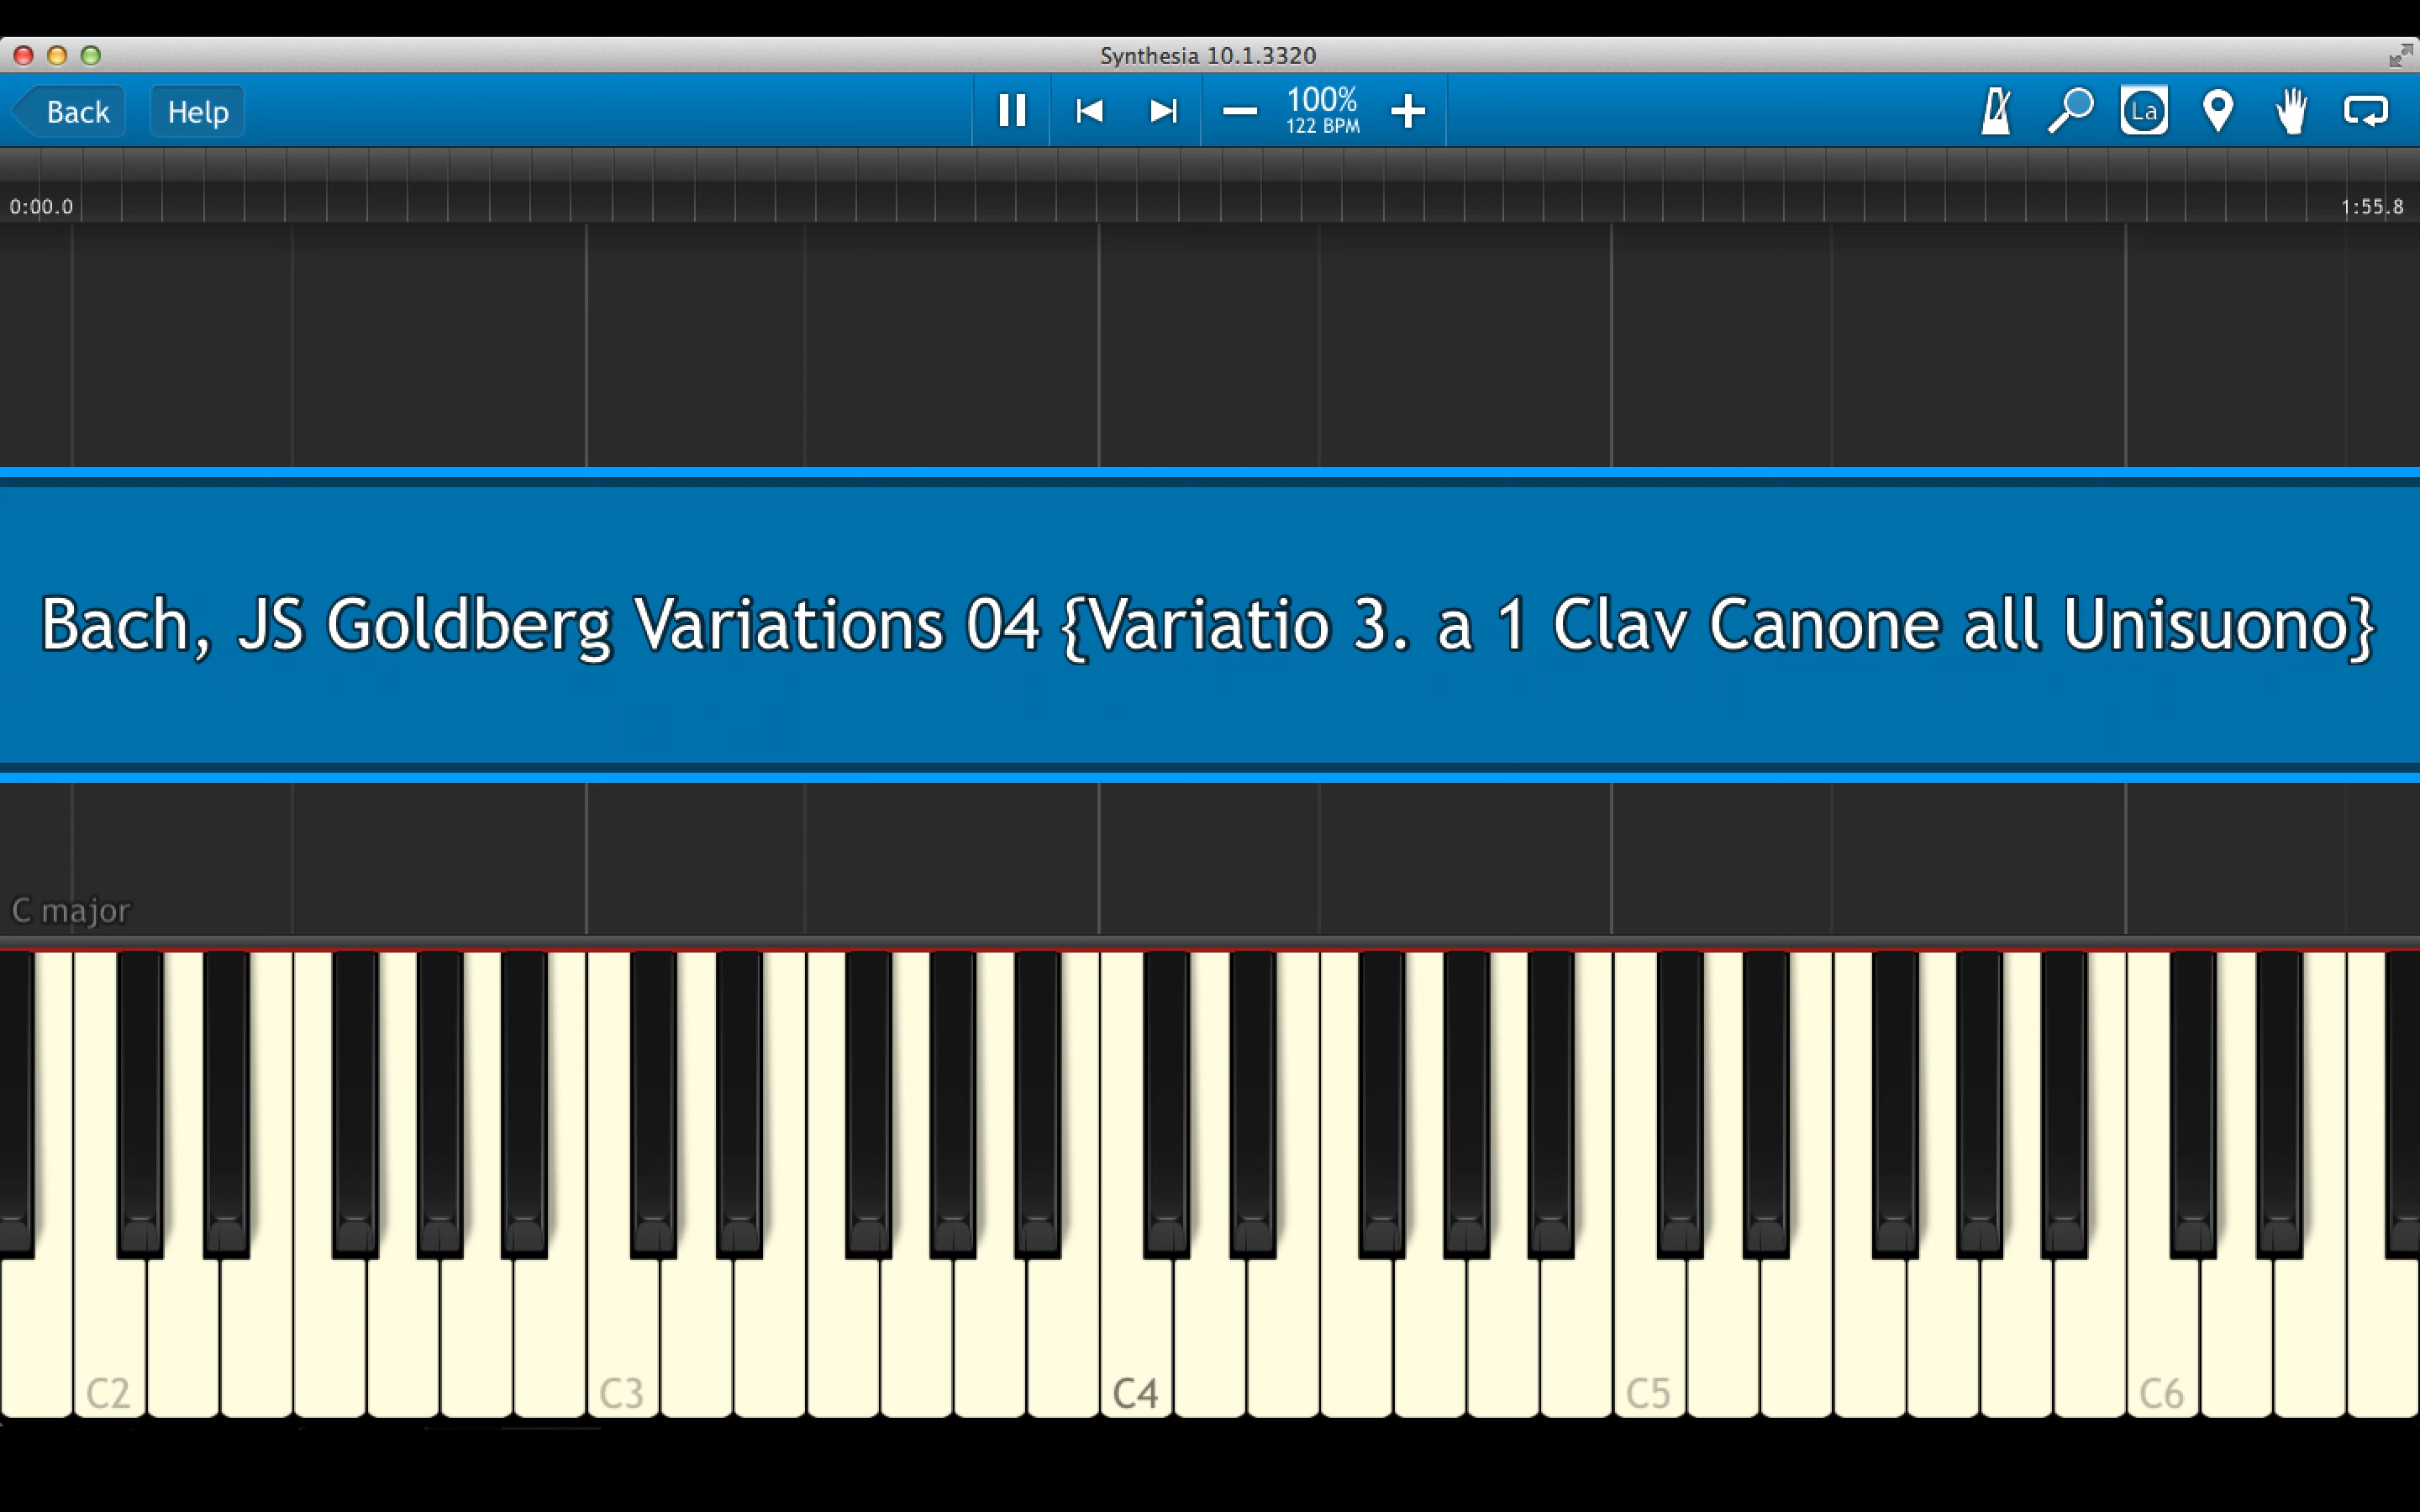 Synthesia 10.1.3320
Back
Help
100%
122 BPM
La
0:00.0
1:55.8
Bach, JS Goldberg Variations 04 {Variatio 3. a 1 Clav Canone all Unisuono}
C major
C2
C3
C4
C5
C6